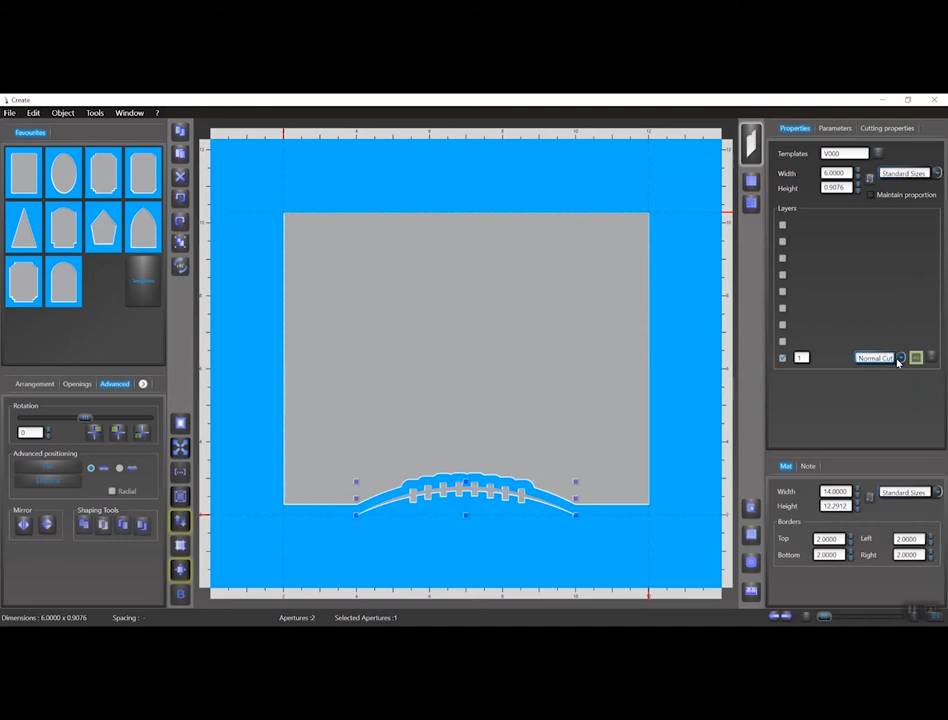 Create
File Edit Object Tools Window ?
Favourites
Templates
Arrangement Openings Advanced
Rotation
0
Advanced positioning
Radial
Mirror Shaping Tools
B
Dimensions : 6.0000 x 0.9076 Spacing : - Apertures :2 Selected Apertures :1
Properties Parameters Cutting properties
Templates V000
Width 6.0000 Standard Sizes
Height 0.9076
Maintain proportion
Layers
1 Normal Cut
Mat Note
Width 14.0000 Standard Sizes
Height 12.2912
Borders
Top 2.0000 Left 2.0000
Bottom 2.0000 Right 2.0000